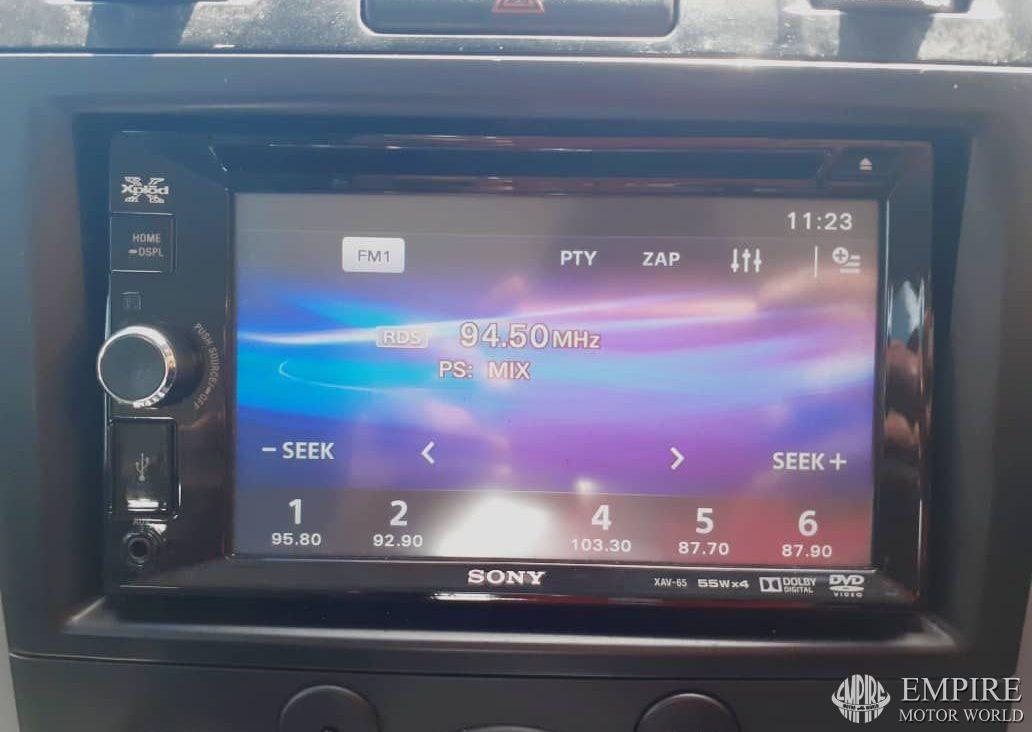 Xplōd
HOME
DSPL
PUSH SOURCE/OFF
11:23
FM1 PTY ZAP
RDS 94.50MHz
PS: MIX
– SEEK < > SEEK +
1 2 4 5 6
95.80 92.90 103.30 87.70 87.90
SONY XAV-65 55W×4 DOLBY DIGITAL DVD VIDEO
EMPIRE EMPIRE
MOTOR WORLD